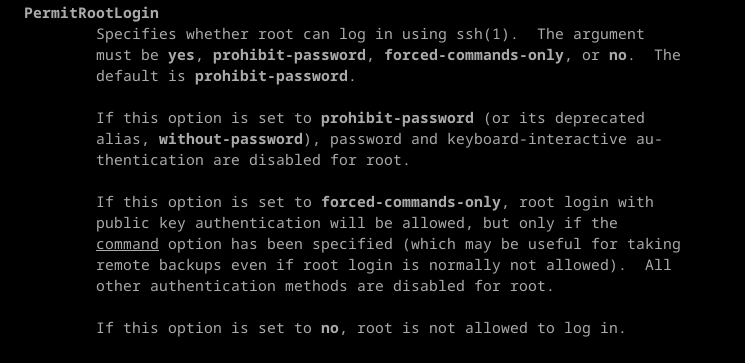 PermitRootLogin
Specifies whether root can log in using ssh(1).  The argument
must be yes, prohibit-password, forced-commands-only, or no.  The
default is prohibit-password.

If this option is set to prohibit-password (or its deprecated
alias, without-password), password and keyboard-interactive au-
thentication are disabled for root.

If this option is set to forced-commands-only, root login with
public key authentication will be allowed, but only if the
command option has been specified (which may be useful for taking
remote backups even if root login is normally not allowed).  All
other authentication methods are disabled for root.

If this option is set to no, root is not allowed to log in.